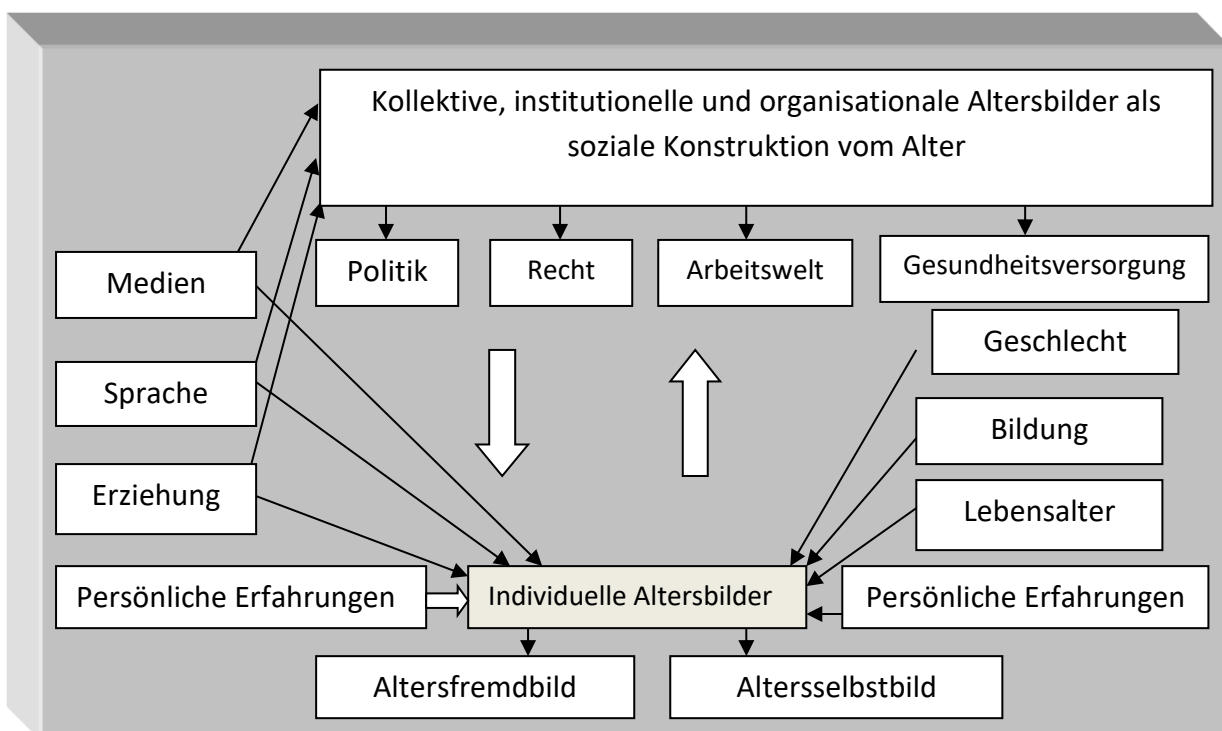 Kollektive, institutionelle und organisationale Altersbilder als
soziale Konstruktion vom Alter
Medien
Politik
Recht
Arbeitswelt
Gesundheitsversorgung
Geschlecht
Sprache
Bildung
Erziehung
Lebensalter
Persönliche Erfahrungen
Individuelle Altersbilder
Persönliche Erfahrungen
Altersfremdbild
Altersselbstbild